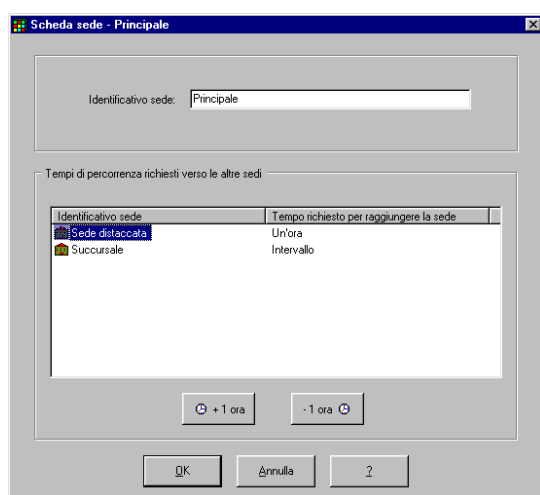 Scheda sede - Principale
Identificativo sede: Principale
Tempi di percorrenza richiesti verso le altre sedi
Identificativo sede Tempo richiesto per raggiungere la sede
Sede distaccata Un'ora
Succursale Intervallo
+ 1 ora - 1 ora
OK Annulla ?